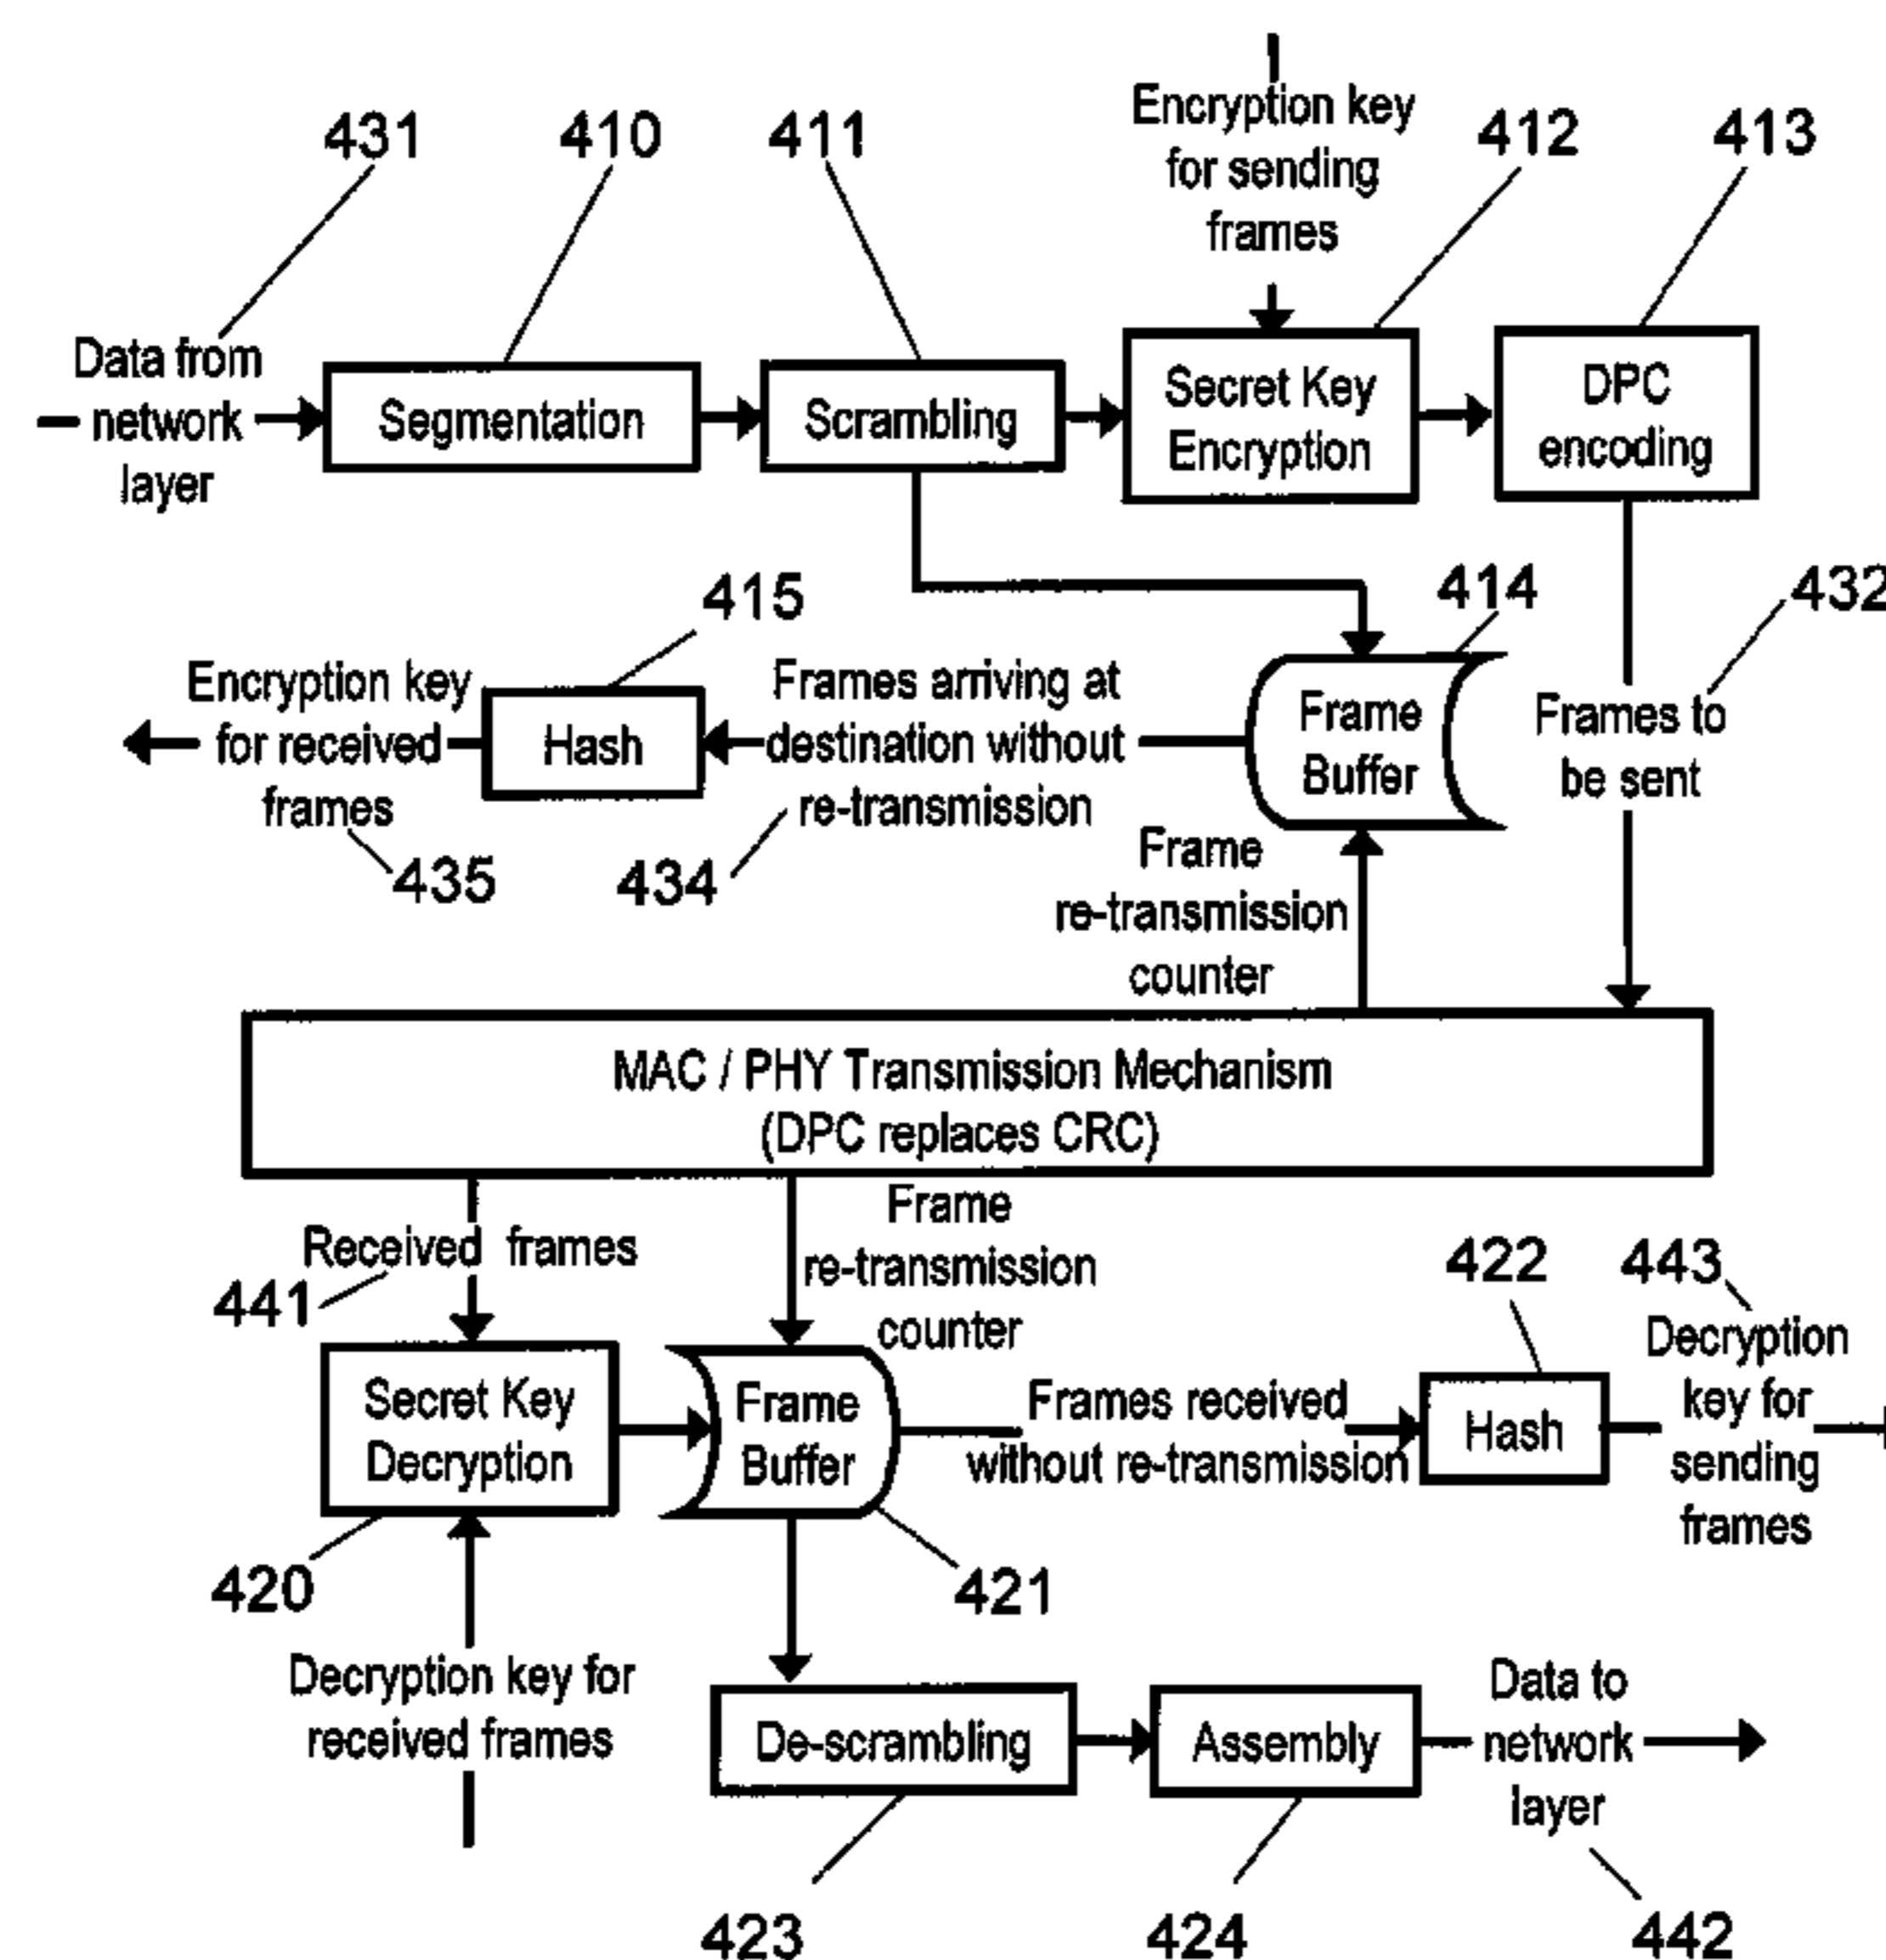 431
410
411
Encryption key
for sending
frames
412
413
Data from
network
layer
Segmentation
Scrambling
Secret Key
Encryption
DPC
encoding
415
414
432
Encryption key
for received
frames
435
Hash
Frames arriving at
destination without
re-transmission
434
Frame
Buffer
Frames to
be sent
Frame
re-transmission
counter
MAC / PHY Transmission Mechanism
(DPC replaces CRC)
Received frames
441
Frame
re-transmission
counter
422
443
Decryption
key for
sending
frames
Secret Key
Decryption
Frame
Buffer
Frames received
without re-transmission
Hash
420
421
Decryption key for
received frames
De-scrambling
Assembly
Data to
network
layer
423
424
442